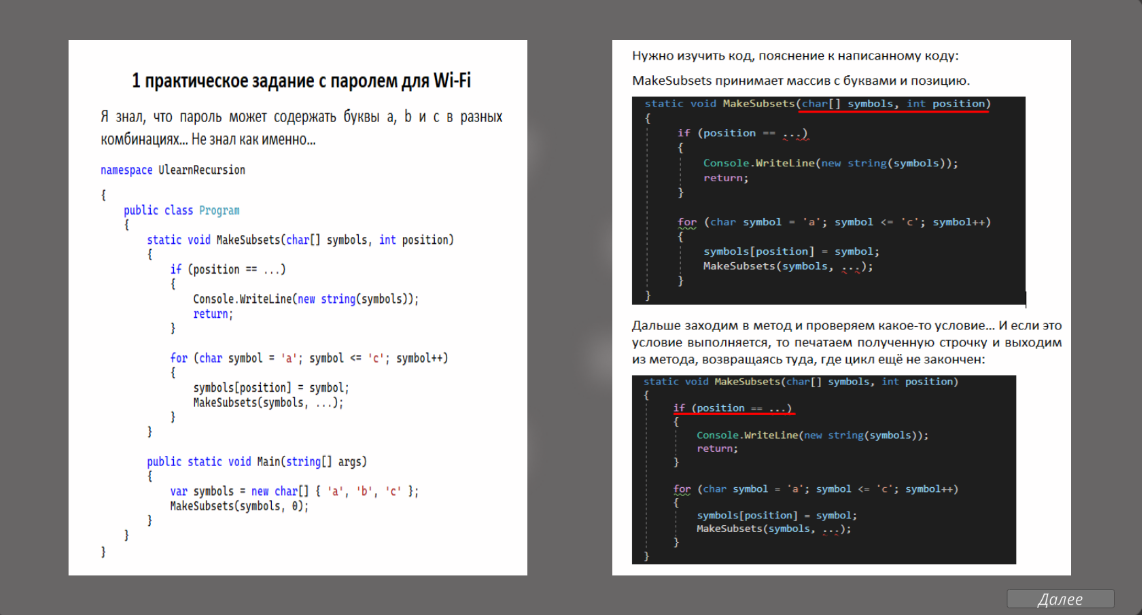 1 практическое задание с паролем для Wi-Fi
Я знал, что пароль может содержать буквы a, b и c в разных
комбинациях... Не знал как именно...
namespace UlearnRecursion
{
public class Program
{
static void MakeSubsets(char[] symbols, int position)
{
if (position == ...)
{
Console.WriteLine(new string(symbols));
return;
}
for (char symbol = 'a'; symbol <= 'c'; symbol++)
{
symbols[position] = symbol;
MakeSubsets(symbols, ...);
}
}
public static void Main(string[] args)
{
var symbols = new char[] { 'a', 'b', 'c' };
MakeSubsets(symbols, 0);
}
}
}
Нужно изучить код, пояснение к написанному коду:
MakeSubsets принимает массив с буквами и позицию.
static void MakeSubsets(char[] symbols, int position)
{
if (position == ...)
{
Console.WriteLine(new string(symbols));
return;
}
for (char symbol = 'a'; symbol <= 'c'; symbol++)
{
symbols[position] = symbol;
MakeSubsets(symbols, ...);
}
}
Дальше заходим в метод и проверяем какое-то условие... И если это
условие выполняется, то печатаем полученную строчку и выходим
из метода, возвращаясь туда, где цикл ещё не закончен:
static void MakeSubsets(char[] symbols, int position)
{
if (position == ...)
{
Console.WriteLine(new string(symbols));
return;
}
for (char symbol = 'a'; symbol <= 'c'; symbol++)
{
symbols[position] = symbol;
MakeSubsets(symbols, ...);
}
}
Далее